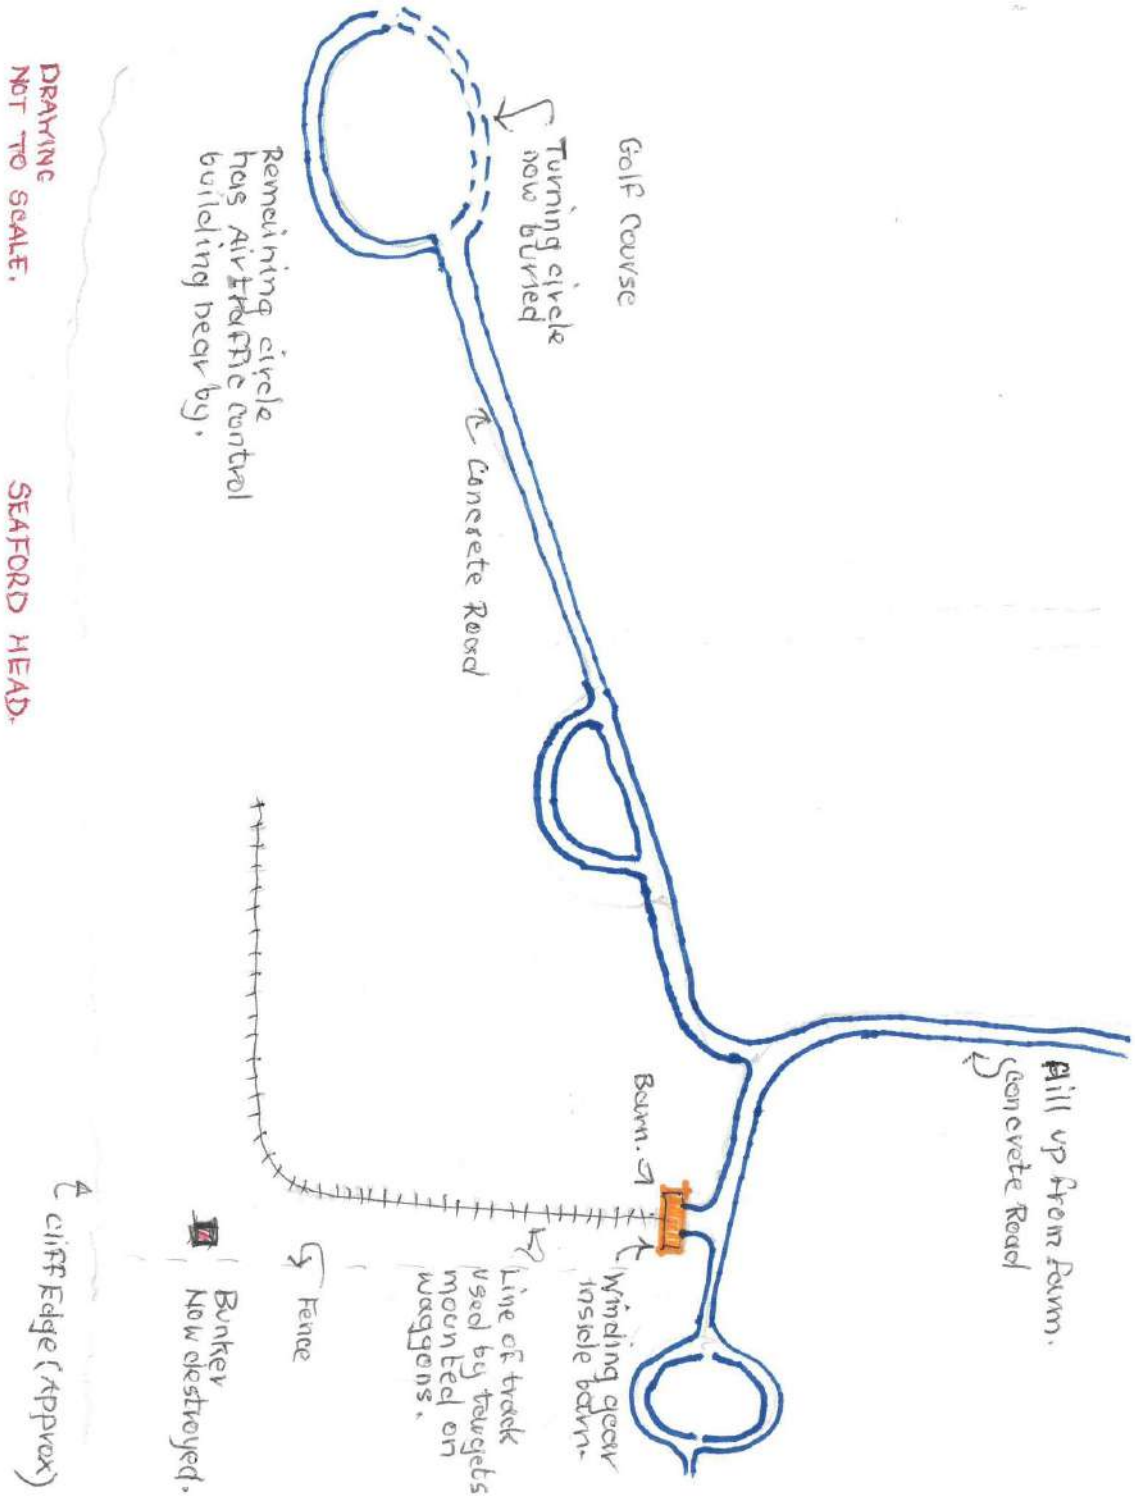 Hill up from farm.
Concrete Road
Golf Course
Turning circle
now buried
Concrete Road
Barn.
Winding gear
inside barn.
Line of track
used by targets
mounted on
waggons.
Remaining circle
has Airtraffic control
building near by.
Fence
Bunker
Now destroyed.
Cliff Edge (Approx)
DRAWING
NOT TO SCALE.
SEAFORD HEAD.